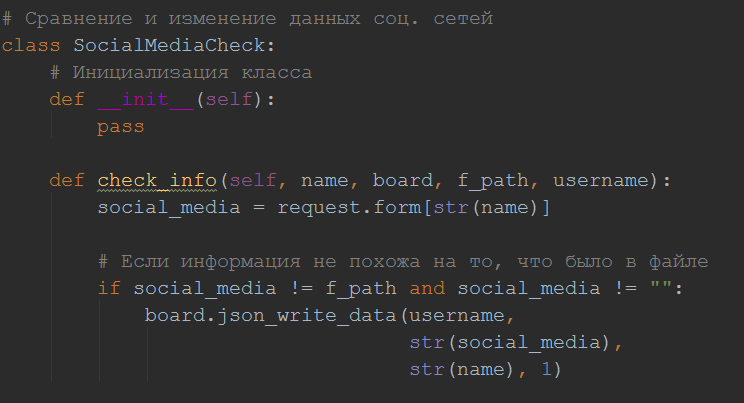 # Сравнение и изменение данных соц. сетей
class SocialMediaCheck:
    # Инициализация класса
    def __init__(self):
        pass

    def check_info(self, name, board, f_path, username):
        social_media = request.form[str(name)]

        # Если информация не похожа на то, что было в файле
        if social_media != f_path and social_media != "":
            board.json_write_data(username,
                                  str(social_media),
                                  str(name), 1)